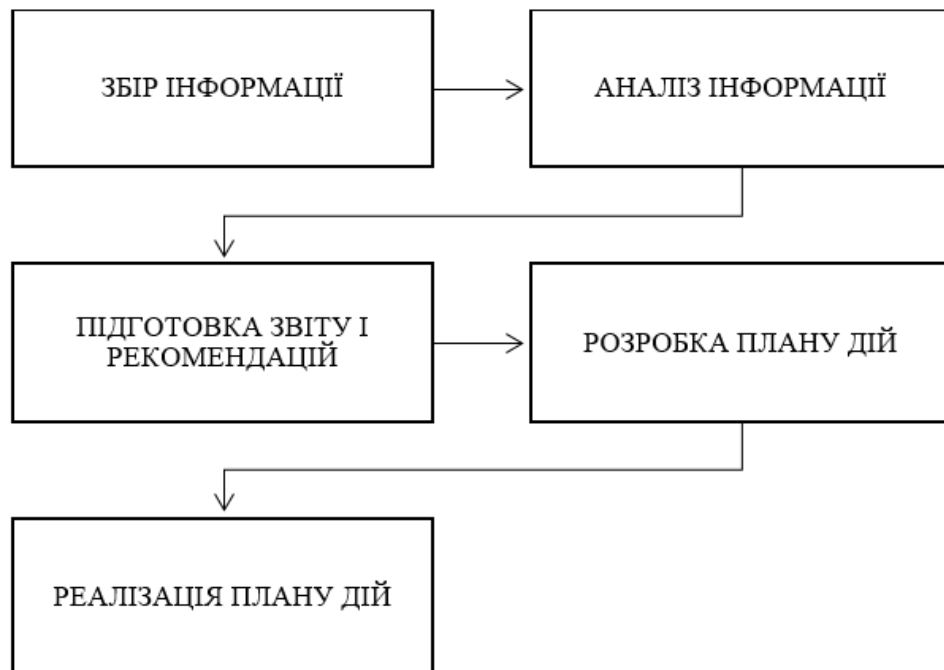 ЗБІР ІНФОРМАЦІЇ
АНАЛІЗ ІНФОРМАЦІЇ
ПІДГОТОВКА ЗВІТУ І
РЕКОМЕНДАЦІЙ
РОЗРОБКА ПЛАНУ ДІЙ
РЕАЛІЗАЦІЯ ПЛАНУ ДІЙ